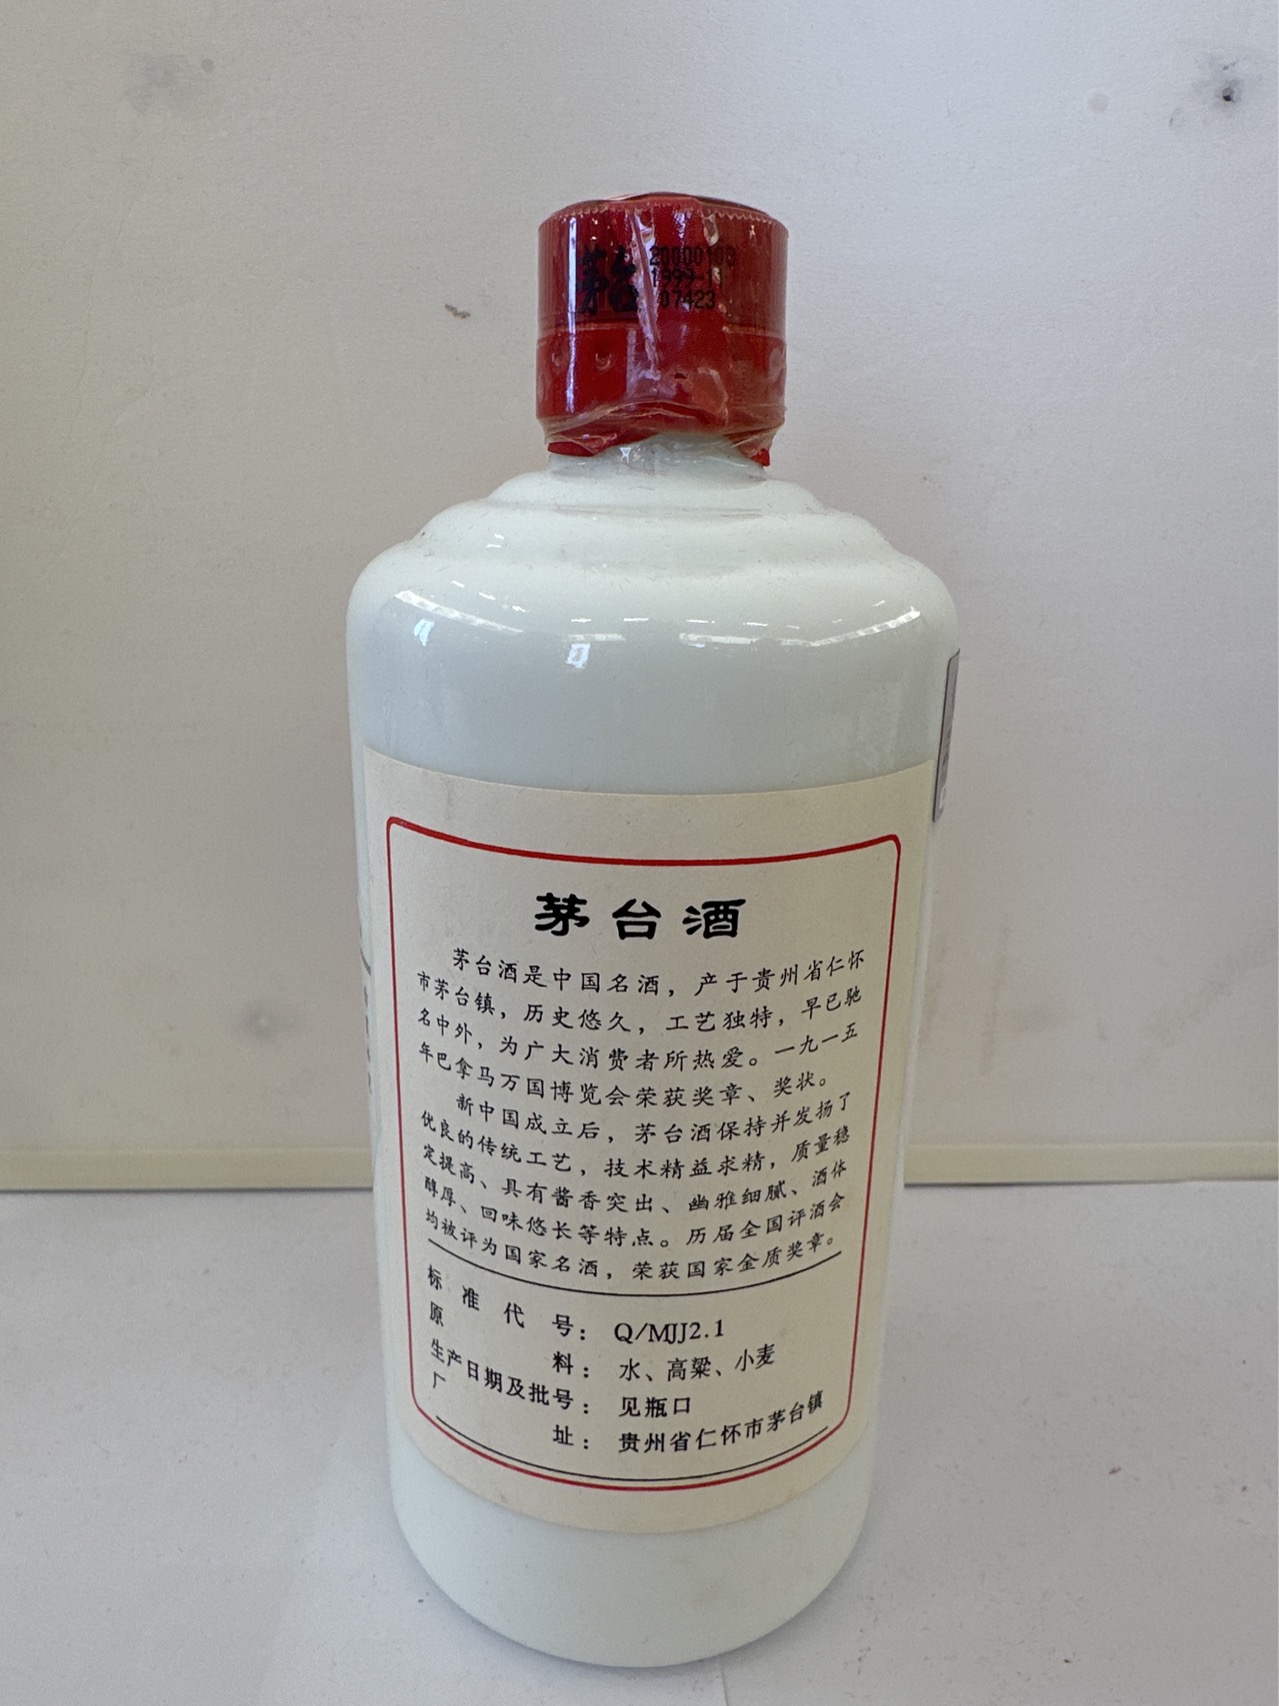 茅台
20000103
1999-11
07423
茅台酒
茅台酒是中国名酒，产于贵州省仁怀
市茅台镇，历史悠久，工艺独特，早已驰
名中外，为广大消费者所热爱。一九一五
年巴拿马万国博览会荣获奖章、奖状。
新中国成立后，茅台酒保持并发扬了
优良的传统工艺，技术精益求精，质量稳
定提高、具有酱香突出、幽雅细腻、酒体
醇厚、回味悠长等特点。历届全国评酒会
均被评为国家名酒，荣获国家金质奖章。
标准代号：Q/MJJ2.1
原料：水、高粱、小麦
生产日期及批号：见瓶口
厂址：贵州省仁怀市茅台镇